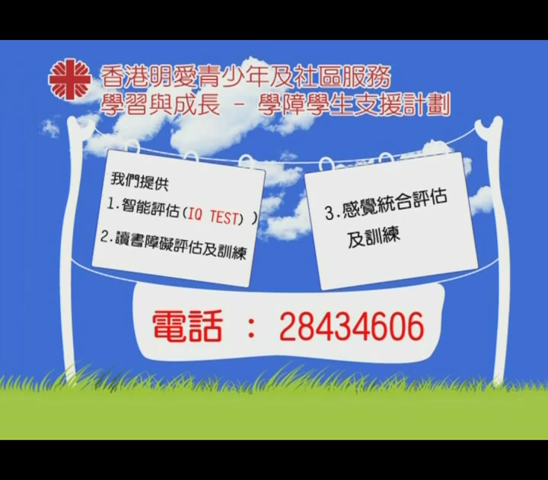 香港明愛青少年及社區服務
學習與成長 - 學障學生支援計劃
我們提供
1.智能評估(IQ TEST) )
2.讀書障礙評估及訓練
3.感覺統合評估
及訓練
電話 : 28434606